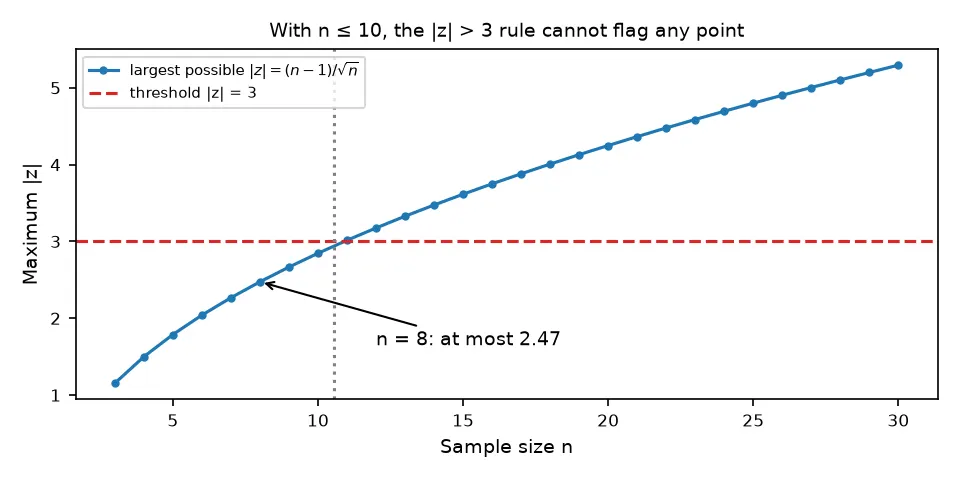 With n ≤ 10, the |z| > 3 rule cannot flag any point
largest possible |z| = (n − 1)/√n
threshold |z| = 3
Maximum |z|
5
4
3
2
1
n = 8: at most 2.47
5
10
15
20
25
30
Sample size n